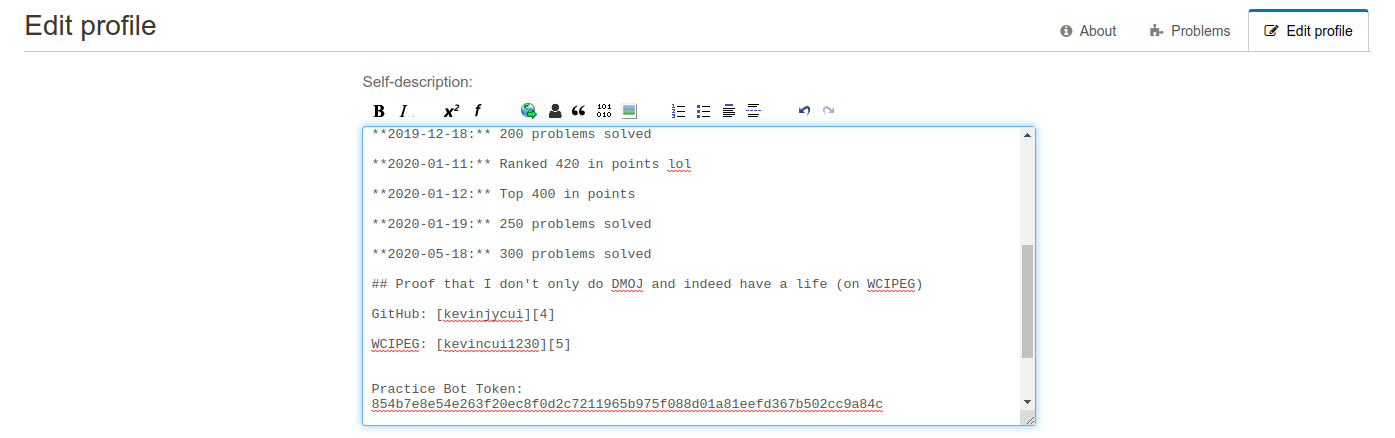 Edit profile
About
Problems
Edit profile
Self-description:
**2019-12-18:** 200 problems solved
**2020-01-11:** Ranked 420 in points lol
**2020-01-12:** Top 400 in points
**2020-01-19:** 250 problems solved
**2020-05-18:** 300 problems solved
## Proof that I don't only do DMOJ and indeed have a life (on WCIPEG)
GitHub: [kevinjycui][4]
WCIPEG: [kevincui1230][5]
Practice Bot Token:
854b7e8e54e263f20ec8f0d2c7211965b975f088d01a81eefd367b502cc9a84c